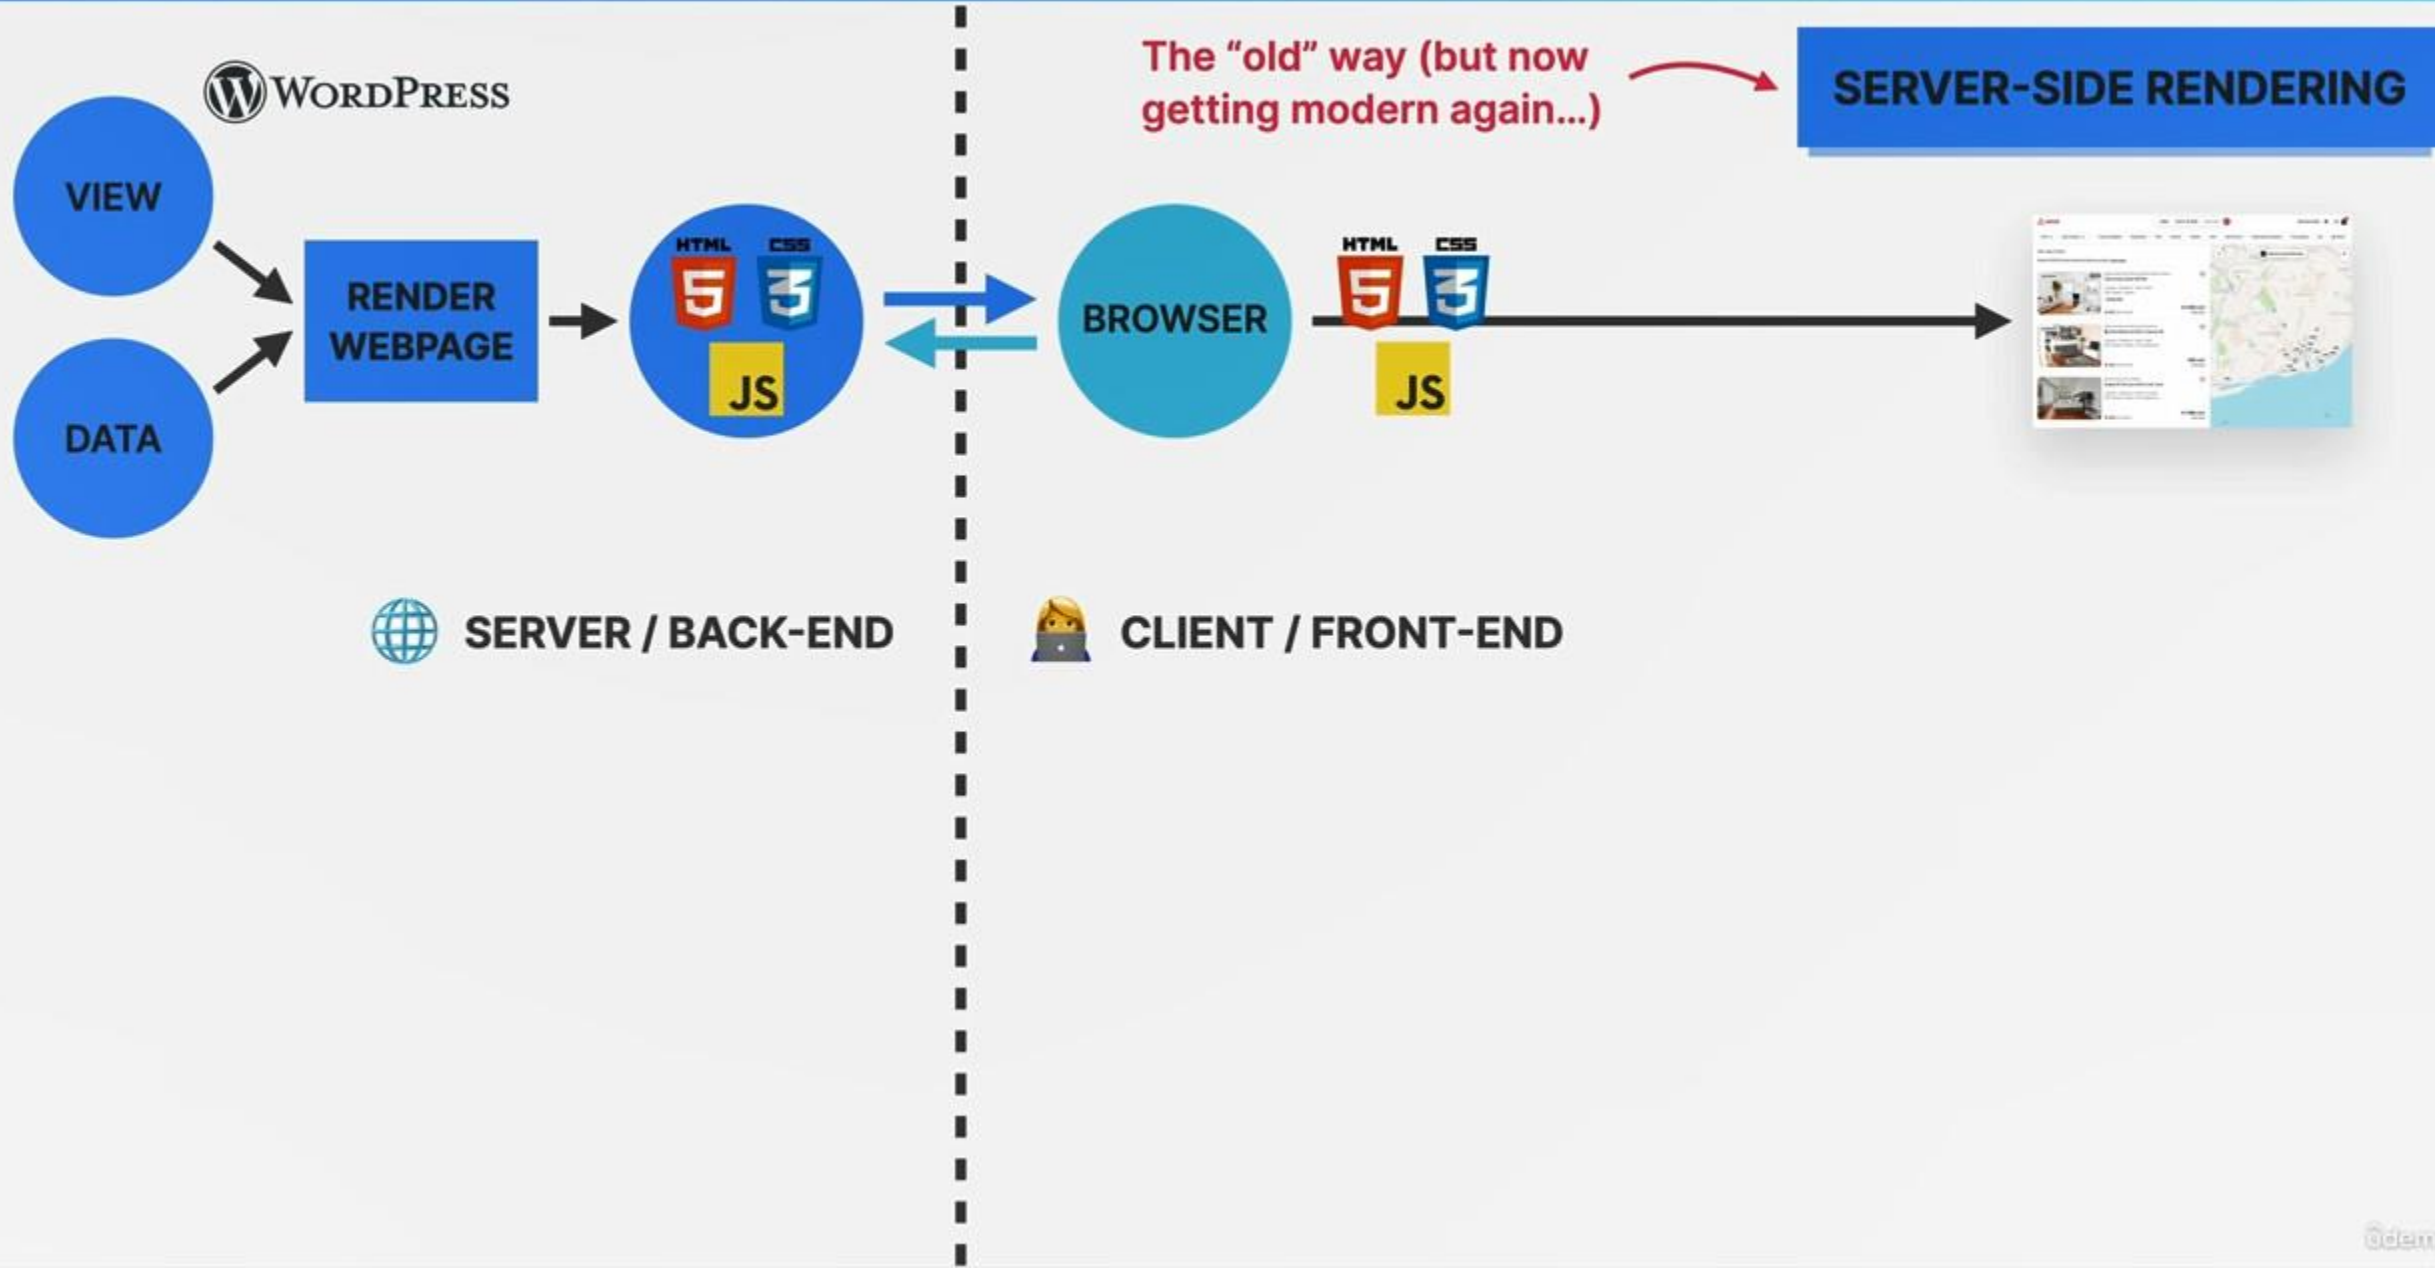 WORDPRESS
The “old” way (but now
getting modern again...)
SERVER-SIDE RENDERING
VIEW
DATA
RENDER
WEBPAGE
HTML
CSS
JS
BROWSER
HTML
CSS
JS
SERVER / BACK-END
CLIENT / FRONT-END